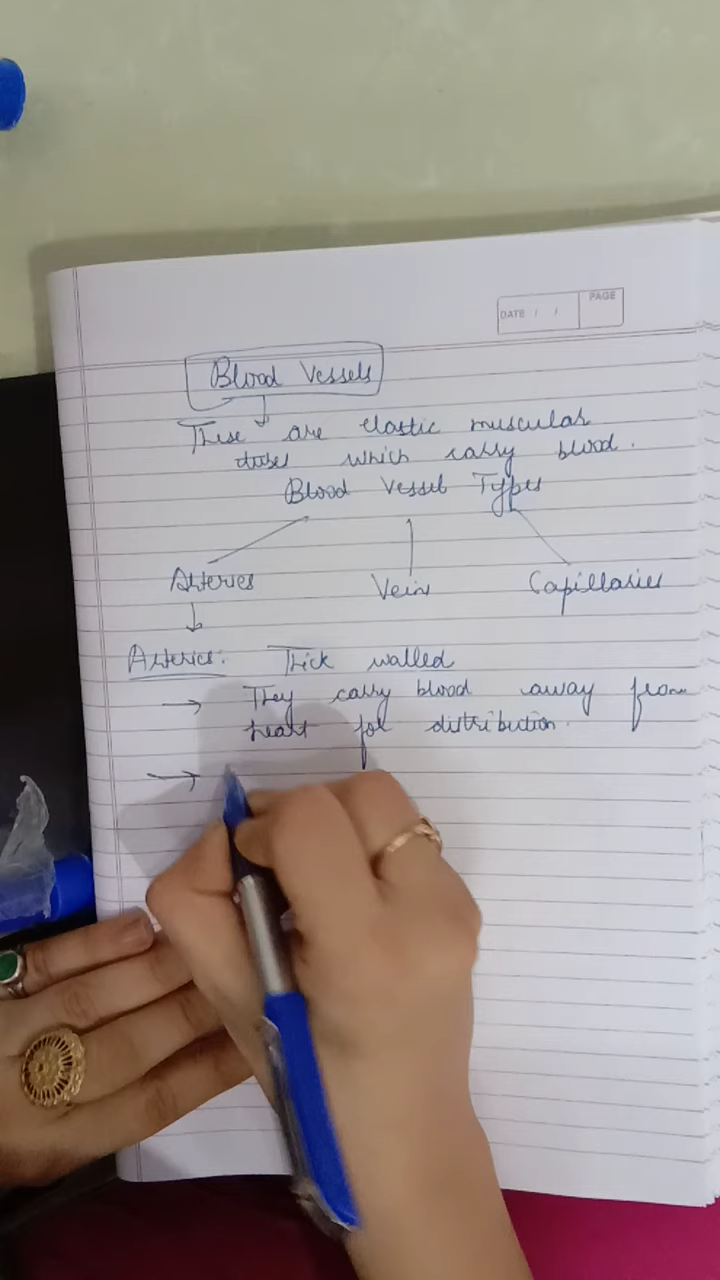 DATE / / PAGE
Blood Vessels
These are elastic muscular
tubes which carry blood.
Blood Vessel Types
Arteries Vein Capillaries
Arteries: Thick walled
→ They carry blood away from
heart for distribution.
→